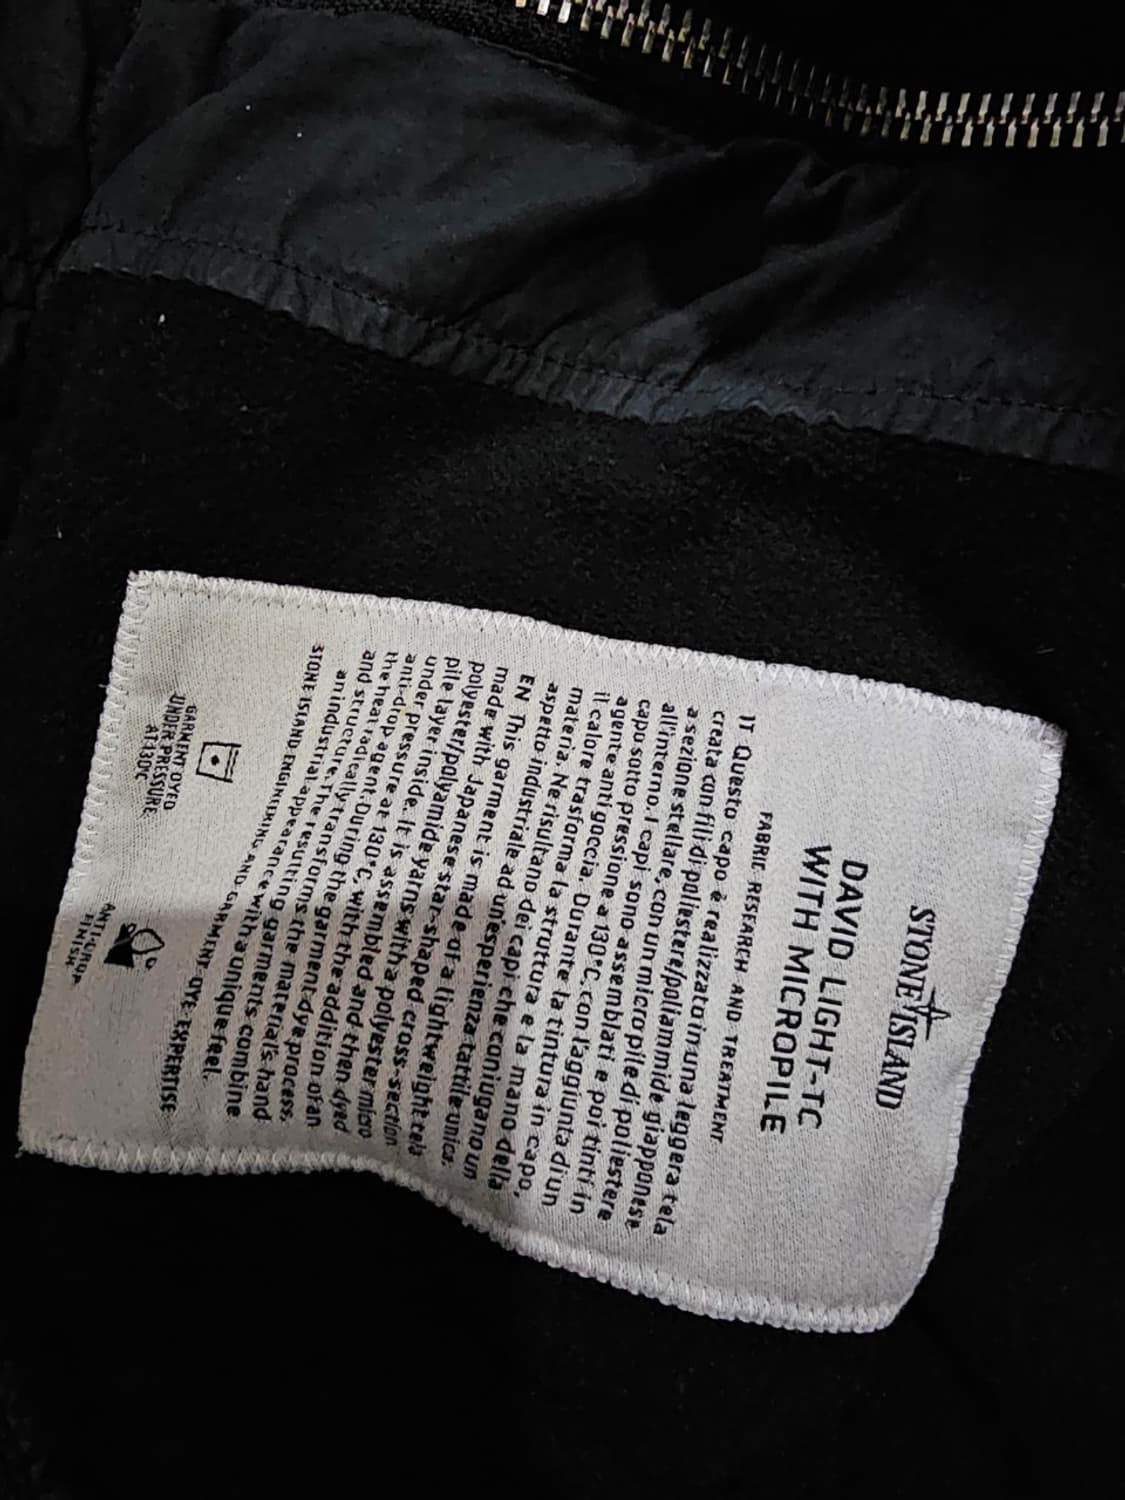 STONE ISLAND
DAVID LIGHT-TC
WITH MICROPILE
FABRIC RESEARCH AND TREATMENT
IT Questo capo è realizzato in una leggera tela
creata con fili di poliestere/poliammide giapponese
a sezione stellare, con un micro pile di poliestere
all'interno. I capi sono assemblati e poi tinti in
capo sotto pressione a 130°C, con l'aggiunta di un
agente anti goccia. Durante la tintura in capo,
il calore trasforma la struttura e la mano della
materia. Ne risultano dei capi che coniugano un
aspetto industriale ad un'esperienza tattile unica.
EN This garment is made of a lightweight tela
made with Japanese star-shaped cross-section
polyester/polyamide yarns with a polyester micro
pile layer inside. It is assembled and then dyed
under pressure at 130°C, with the addition of an
anti-drop agent. During the garment-dye process,
the heat radically transforms the materials hand
and structure. The resulting garments combine
an industrial appearance with a unique feel.
STONE ISLAND ENGINEERING AND GARMENT-DYE EXPERTISE
GARMENT DYED
UNDER PRESSURE
AT 130°C
ANTI-DROP
FINISH